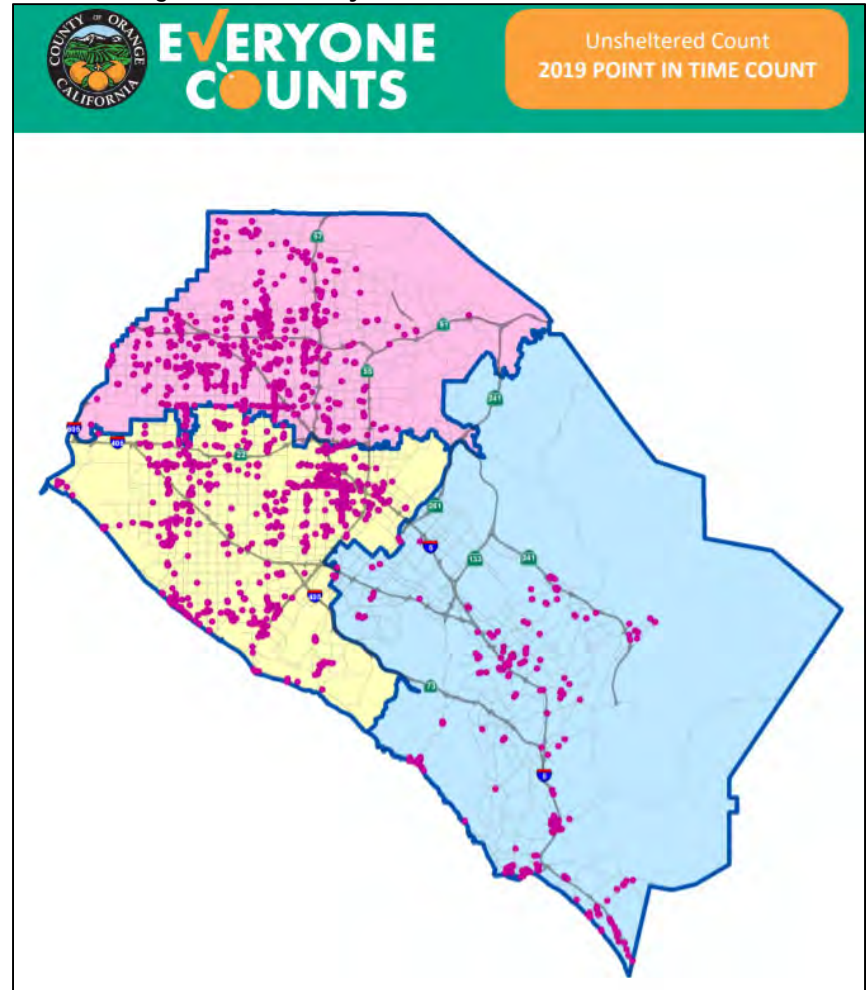 COUNTY OF ORANGE
CALIFORNIA
EVERYONE
COUNTS
Unsheltered Count
2019 POINT IN TIME COUNT
57
91
55
241
405
22
261
5
133
241
405
73
5